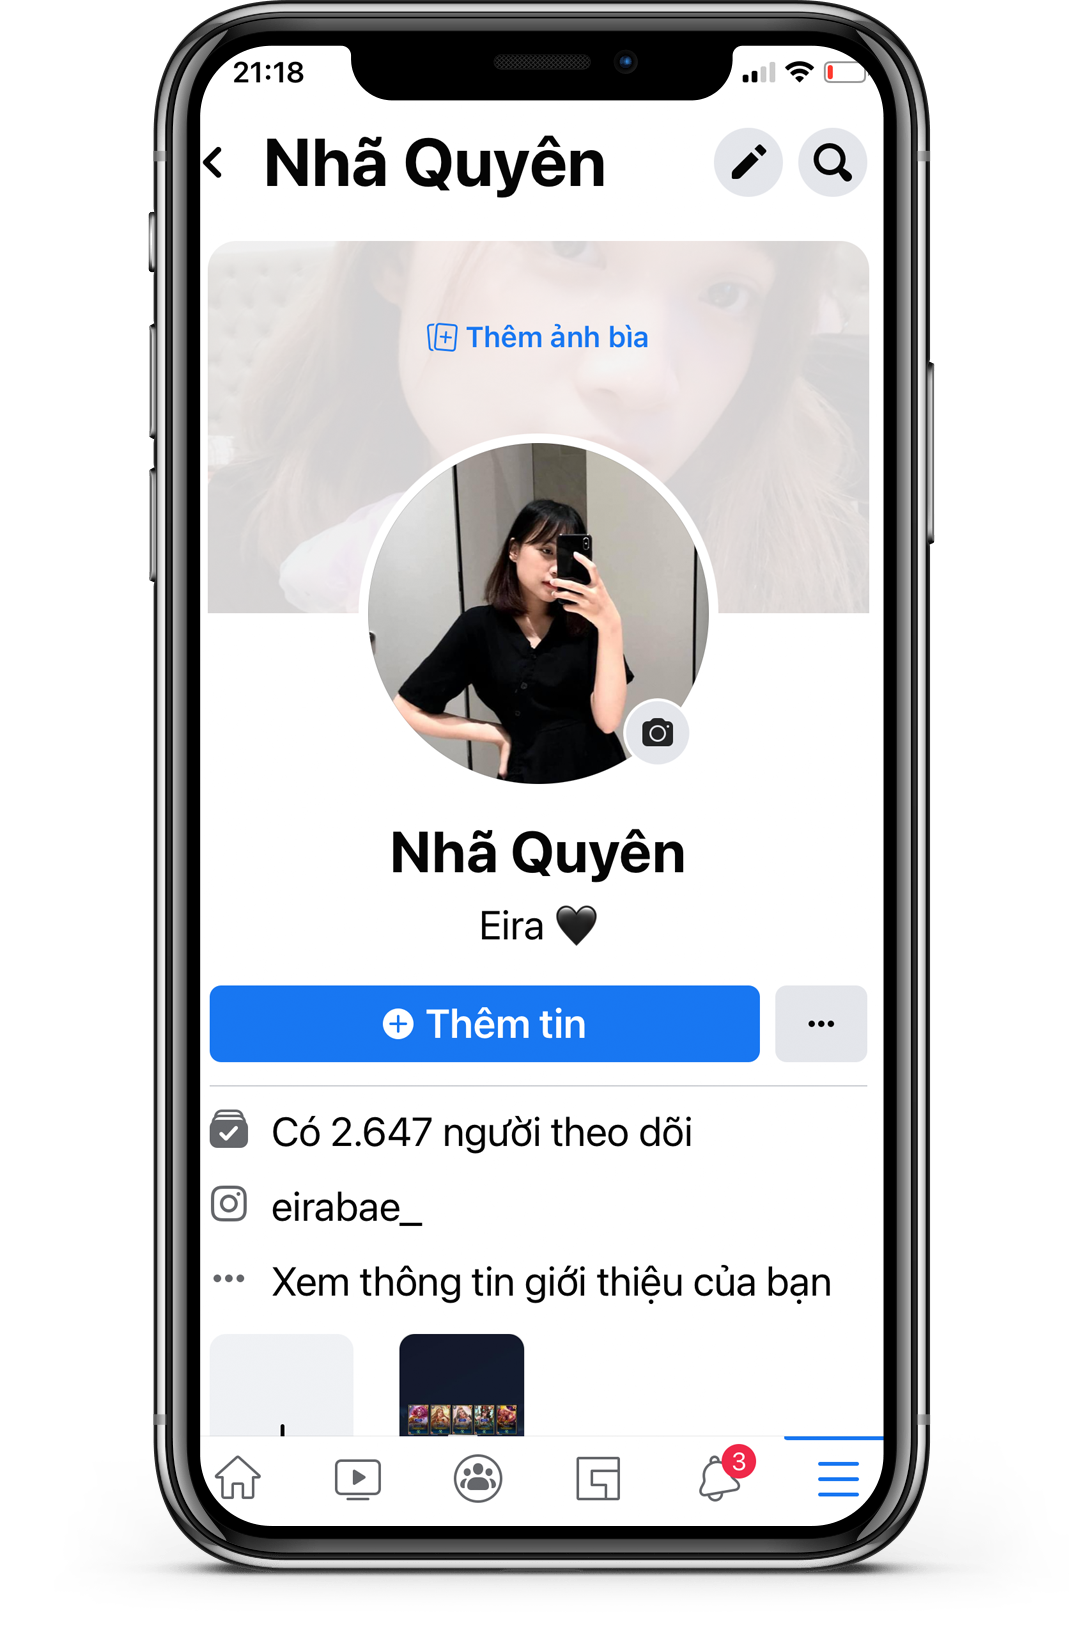 21:18
Nhã Quyên
Thêm ảnh bìa
Nhã Quyên
Eira 🖤
Thêm tin
Có 2.647 người theo dõi
eirabae_
Xem thông tin giới thiệu của bạn
3